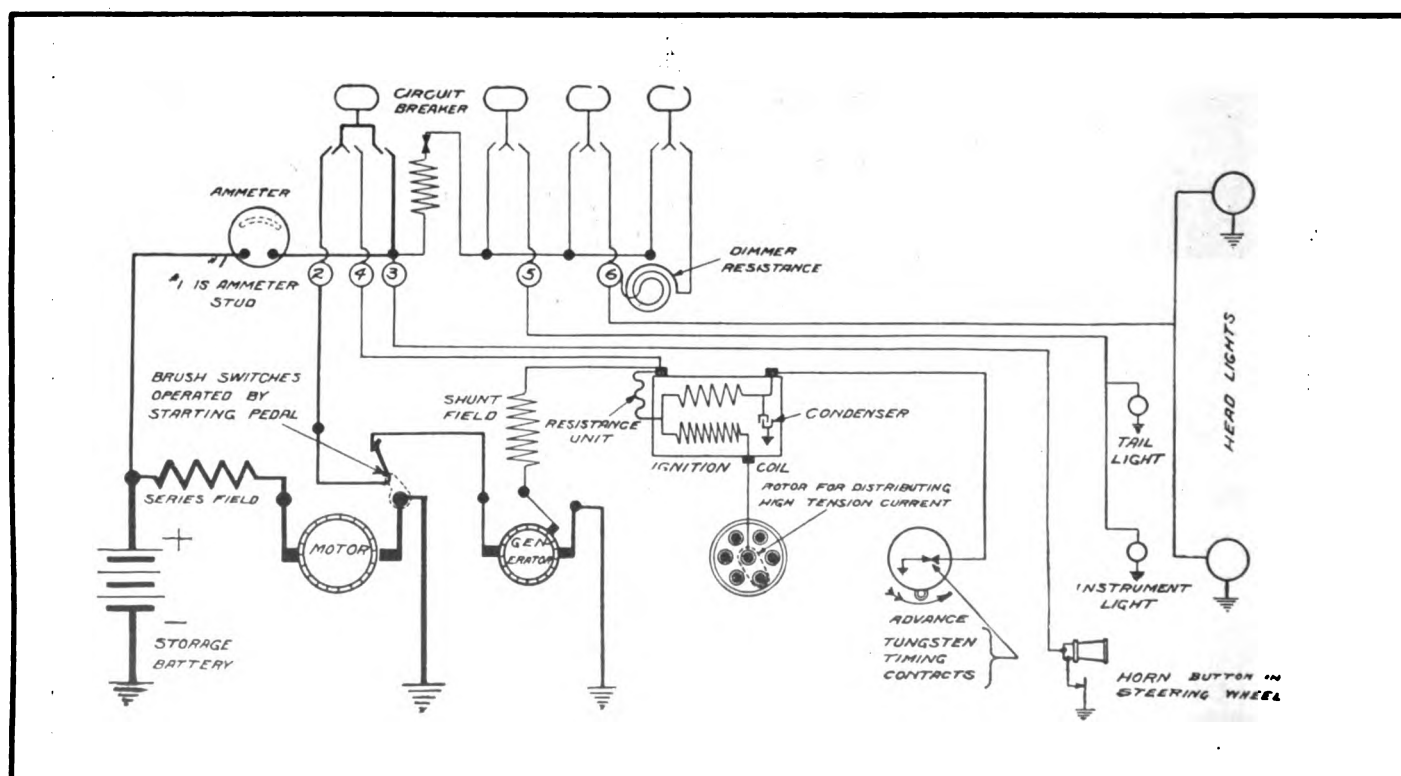 CIRCUIT
BREAKER
AMMETER
#1
#1 IS AMMETER
STUD
2
4
3
5
6
DIMMER
RESISTANCE
HEAD LIGHTS
BRUSH SWITCHES
OPERATED BY
STARTING PEDAL
SHUNT
FIELD
RESISTANCE
UNIT
CONDENSER
IGNITION COIL
TAIL
LIGHT
SERIES FIELD
ROTOR FOR DISTRIBUTING
HIGH TENSION CURRENT
+
MOTOR
GEN
ERATOR
INSTRUMENT
LIGHT
−
STORAGE
BATTERY
ADVANCE
TUNGSTEN
TIMING
CONTACTS
HORN BUTTON IN
STEERING WHEEL